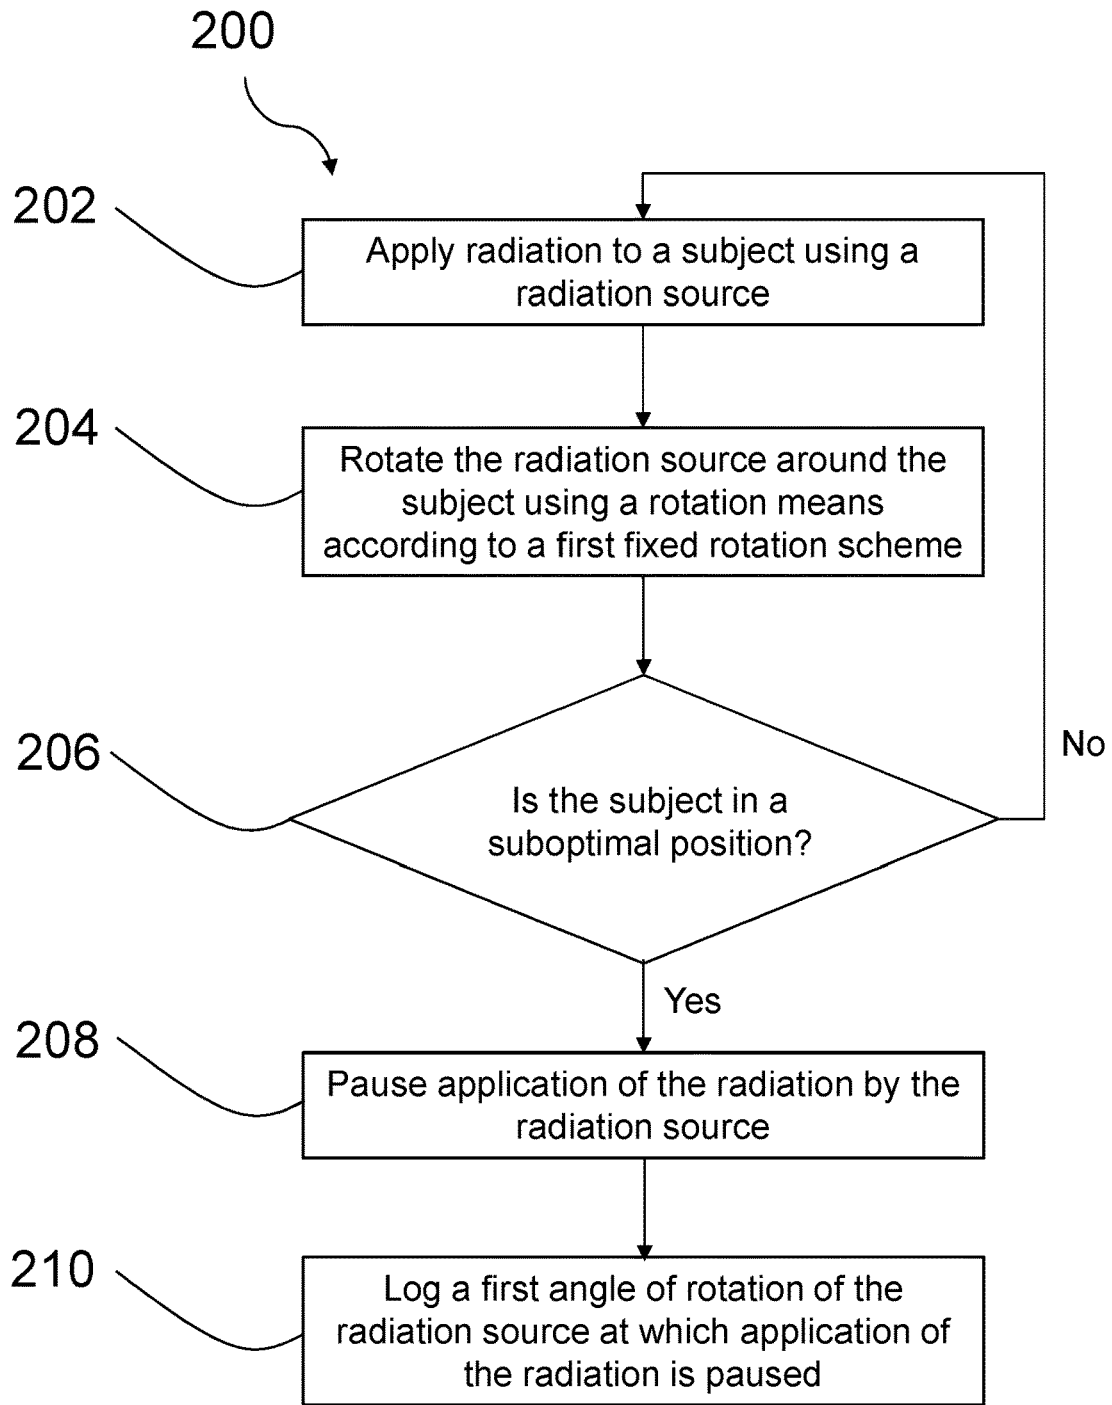 200
202
Apply radiation to a subject using a
radiation source
204
Rotate the radiation source around the
subject using a rotation means
according to a first fixed rotation scheme
206
Is the subject in a
suboptimal position?
No
Yes
208
Pause application of the radiation by the
radiation source
210
Log a first angle of rotation of the
radiation source at which application of
the radiation is paused